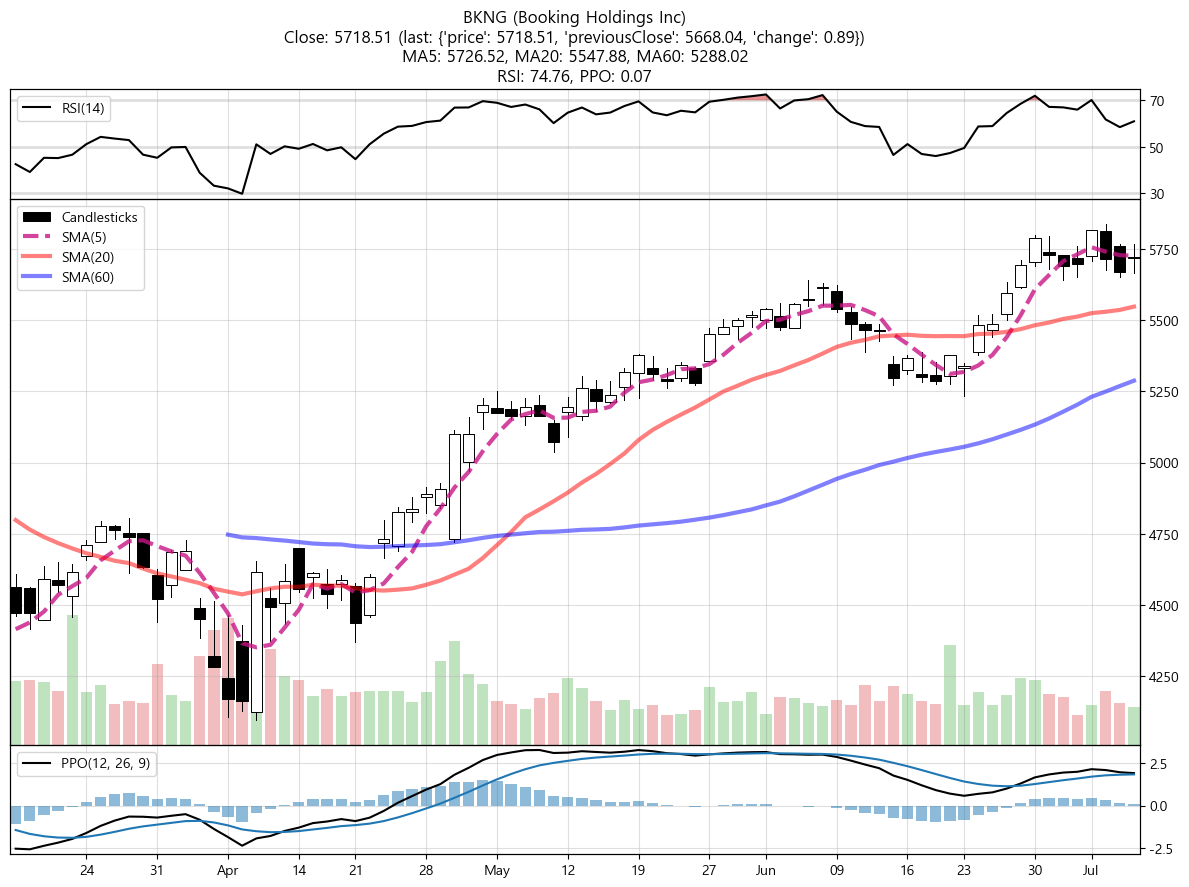 BKNG (Booking Holdings Inc)
Close: 5718.51 (last: {'price': 5718.51, 'previousClose': 5668.04, 'change': 0.89})
MA5: 5726.52, MA20: 5547.88, MA60: 5288.02
RSI: 74.76, PPO: 0.07
RSI(14)
70
50
30
Candlesticks
SMA(5)
SMA(20)
SMA(60)
5750
5500
5250
5000
4750
4500
4250
PPO(12, 26, 9)
2.5
0.0
-2.5
24 31 Apr 14 21 28 May 12 19 27 Jun 09 16 23 30 Jul